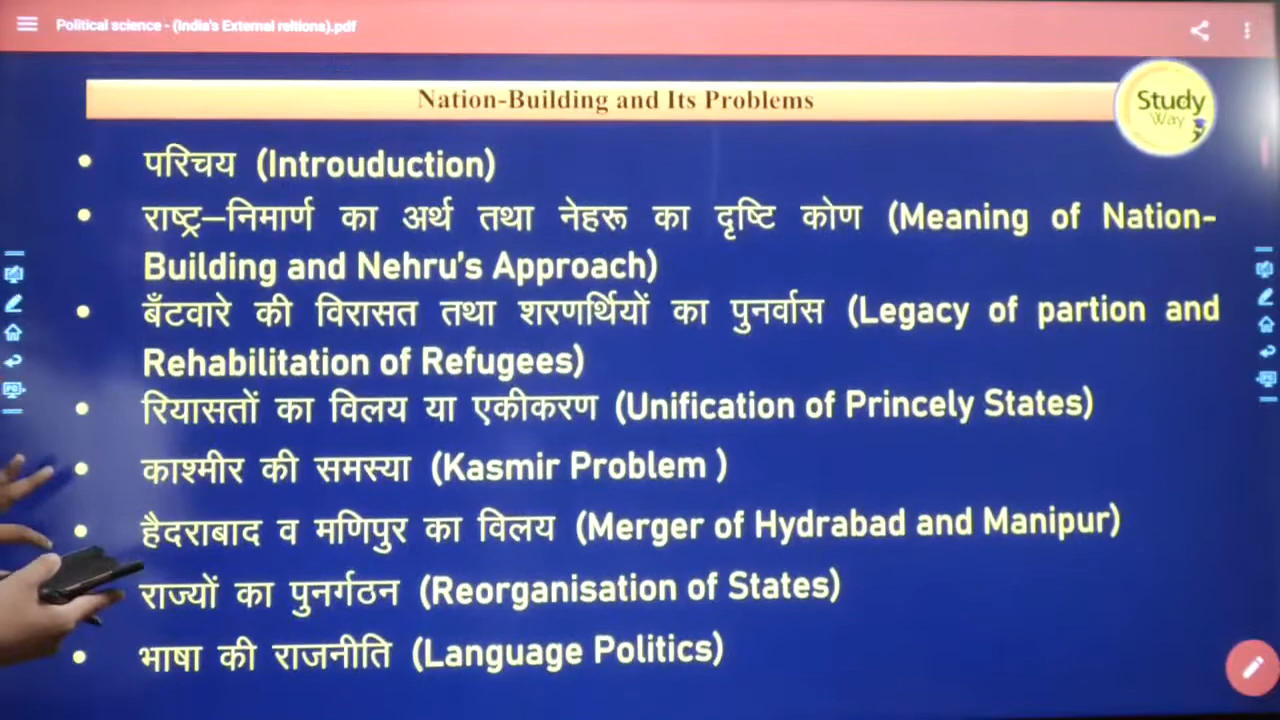 Political science - (India's Externel reltions).pdf
Nation-Building and Its Problems
Study
Way
• परिचय (Introuduction)
• राष्ट्र–निमार्ण का अर्थ तथा नेहरू का दृष्टि कोण (Meaning of Nation-
Building and Nehru's Approach)
• बँटवारे की विरासत तथा शरणर्थियों का पुनर्वास (Legacy of partion and
Rehabilitation of Refugees)
• रियासतों का विलय या एकीकरण (Unification of Princely States)
• काश्मीर की समस्या (Kasmir Problem )
• हैदराबाद व मणिपुर का विलय (Merger of Hydrabad and Manipur)
राज्यों का पुनर्गठन (Reorganisation of States)
• भाषा की राजनीति (Language Politics)